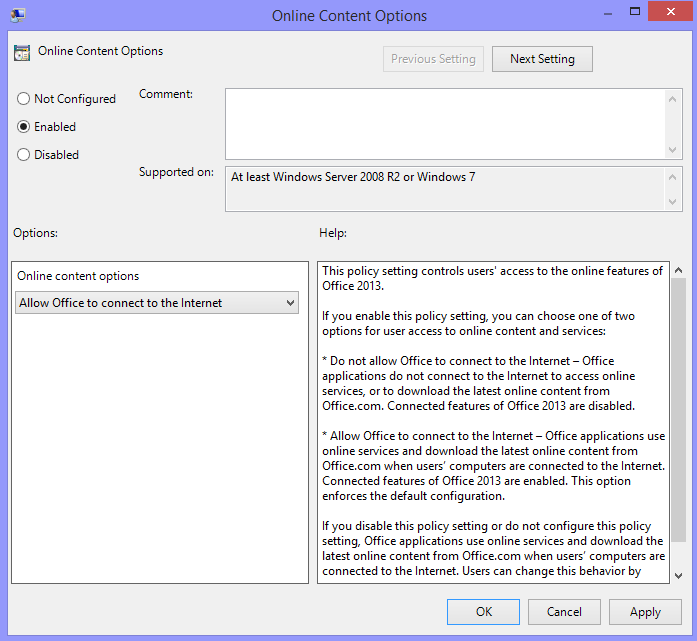 Online Content Options
Online Content Options
Previous Setting
Next Setting
Not Configured
Comment:
Enabled
Disabled
Supported on:
At least Windows Server 2008 R2 or Windows 7
Options:
Help:
Online content options
Allow Office to connect to the Internet
This policy setting controls users' access to the online features of
Office 2013.
If you enable this policy setting, you can choose one of two
options for user access to online content and services:
* Do not allow Office to connect to the Internet – Office
applications do not connect to the Internet to access online
services, or to download the latest online content from
Office.com. Connected features of Office 2013 are disabled.
* Allow Office to connect to the Internet – Office applications use
online services and download the latest online content from
Office.com when users’ computers are connected to the Internet.
Connected features of Office 2013 are enabled. This option
enforces the default configuration.
If you disable this policy setting or do not configure this policy
setting, Office applications use online services and download the
latest online content from Office.com when users’ computers are
connected to the Internet. Users can change this behavior by
OK
Cancel
Apply